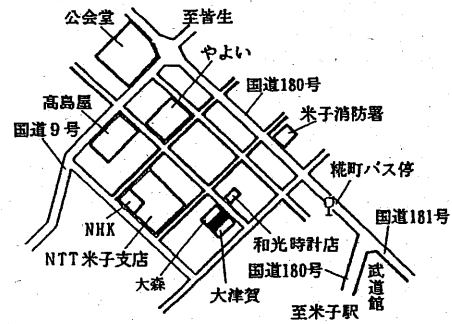 公会堂
至皆生
やよい
国道180号
高島屋
米子消防署
国道9号
糀町バス停
NHK
国道181号
NTT米子支店
和光時計店
大森
大津賀
国道180号
武道館
至米子駅